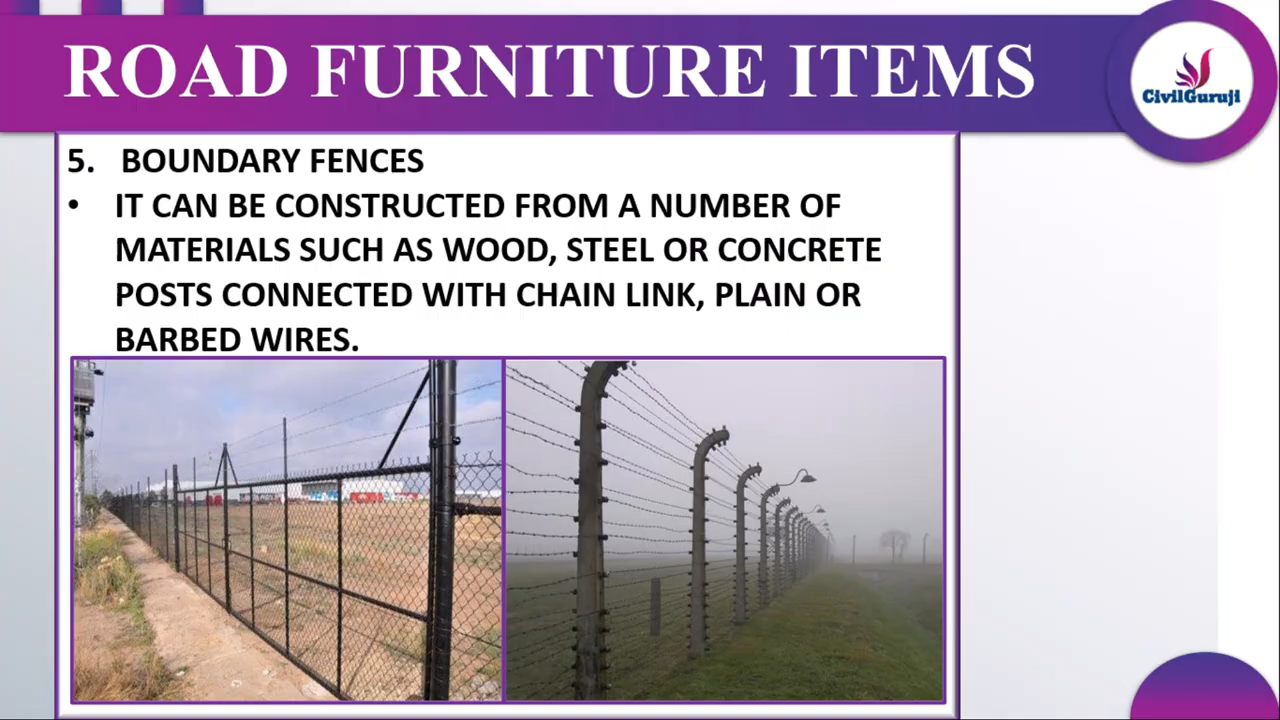 ROAD FURNITURE ITEMS
CivilGuruji
5. BOUNDARY FENCES
• IT CAN BE CONSTRUCTED FROM A NUMBER OF
MATERIALS SUCH AS WOOD, STEEL OR CONCRETE
POSTS CONNECTED WITH CHAIN LINK, PLAIN OR
BARBED WIRES.